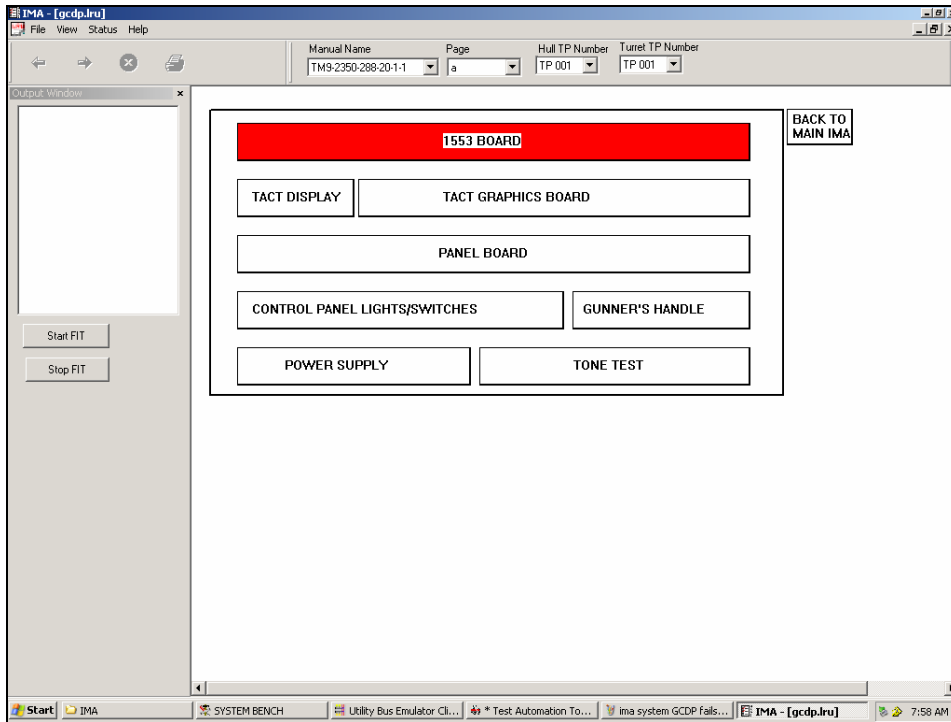 IMA - [gcdp.lru]
File View Status Help
Manual Name Page Hull TP Number Turret TP Number
TM9-2350-288-20-1-1 a TP 001 TP 001
Output Window
Start FIT
Stop FIT
1553 BOARD
BACK TO
MAIN IMA
TACT DISPLAY TACT GRAPHICS BOARD
PANEL BOARD
CONTROL PANEL LIGHTS/SWITCHES GUNNER'S HANDLE
POWER SUPPLY TONE TEST
Start IMA SYSTEM BENCH Utility Bus Emulator Cli... * Test Automation To... ima system GCDP fails... IMA - [gcdp.lru] 7:58 AM